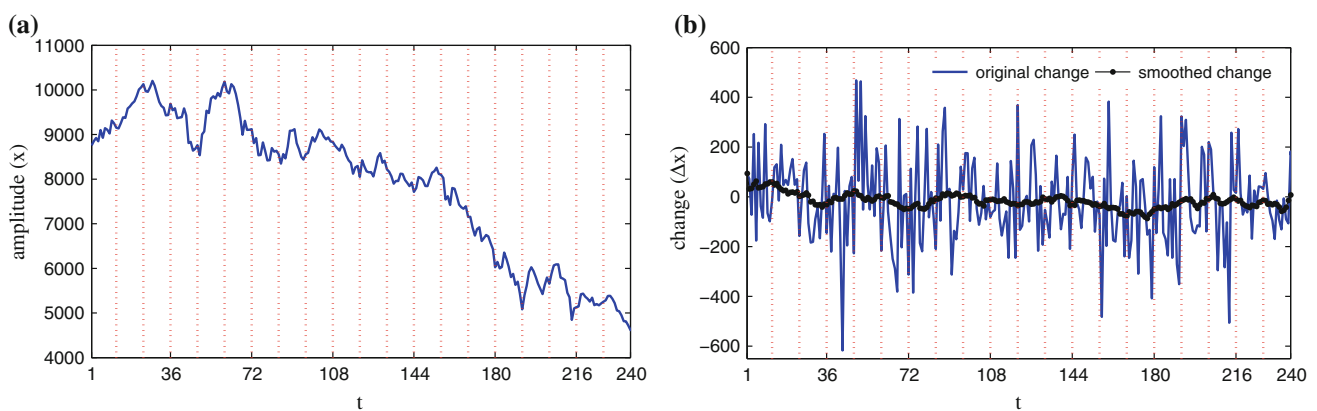 (a)
11000
10000
9000
8000
7000
6000
5000
4000
amplitude (x)
1 36 72 108 144 180 216 240
t
(b)
600
400
200
0
−200
−400
−600
change (Δx)
original change smoothed change
1 36 72 108 144 180 216 240
t